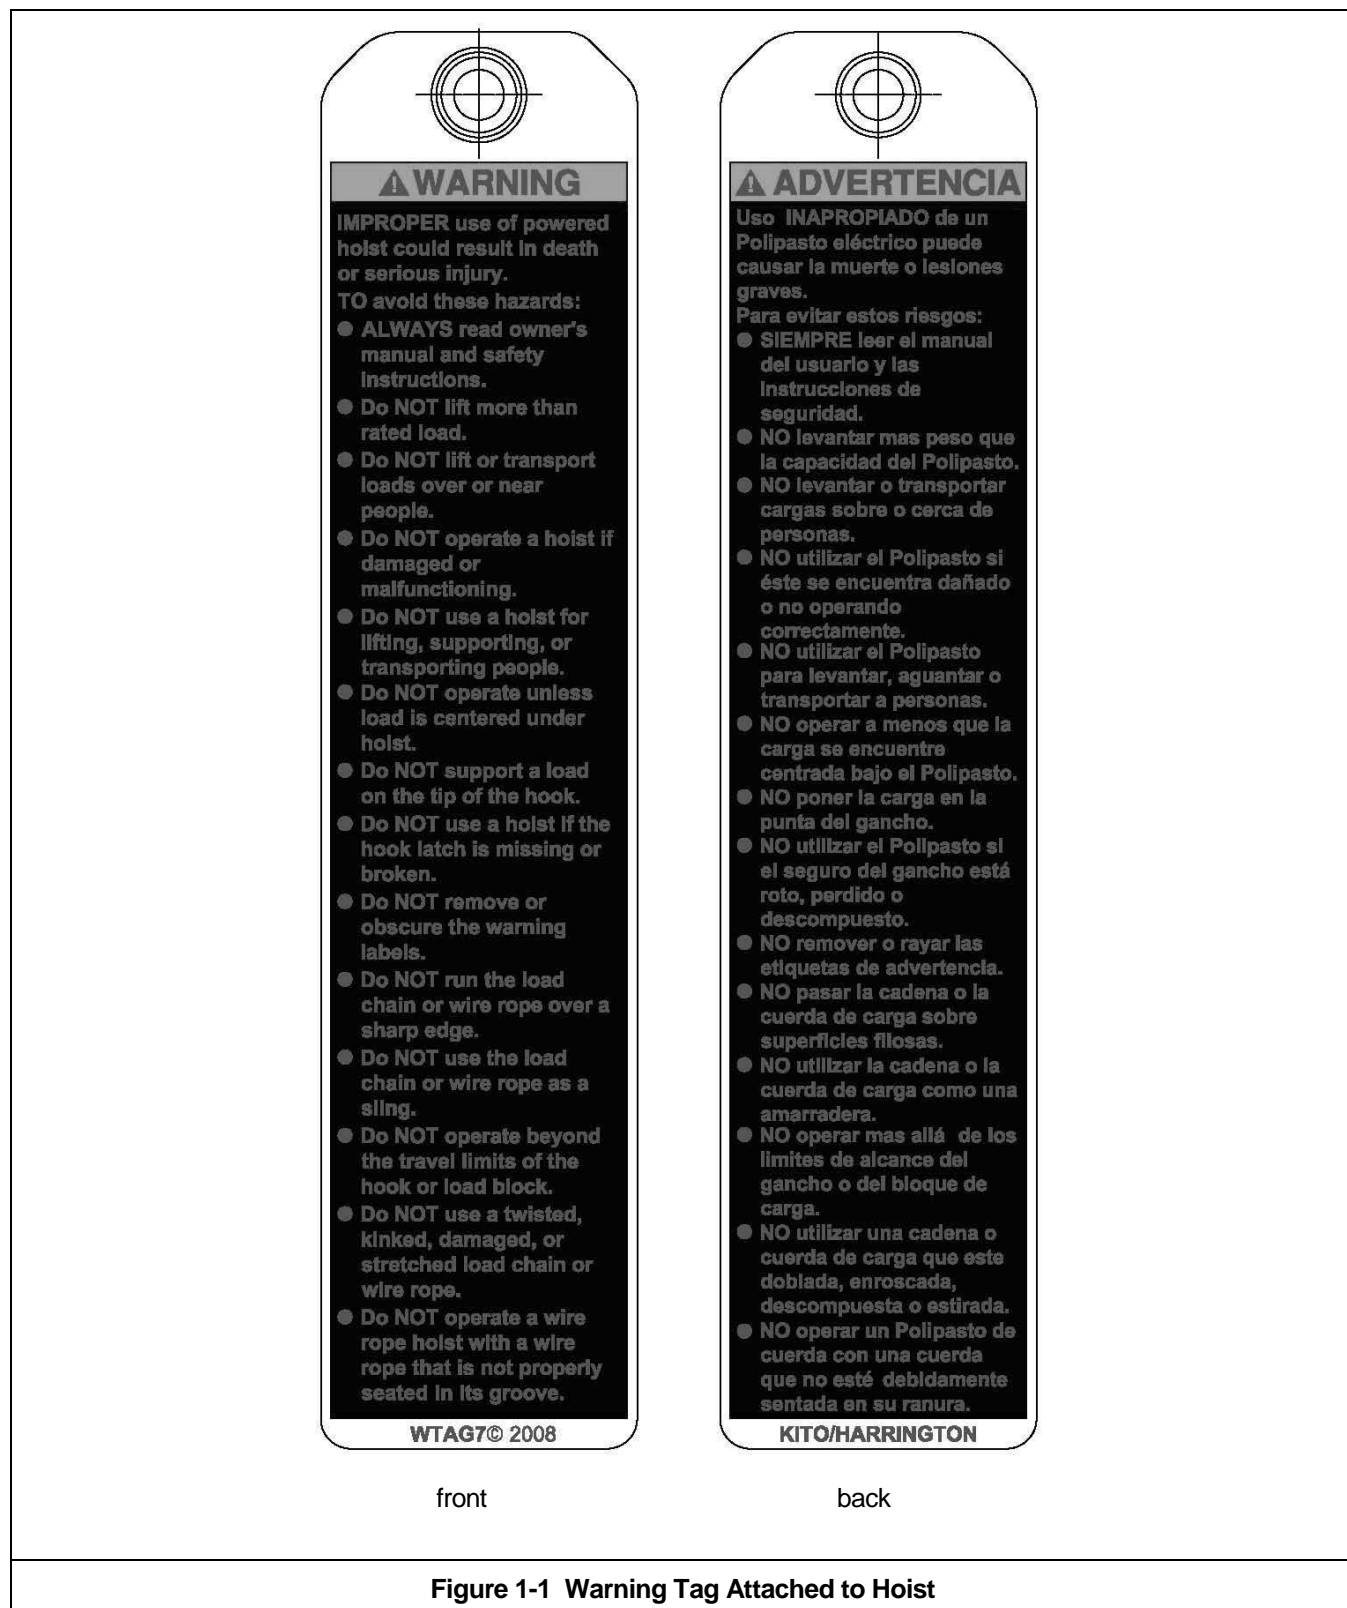 WARNING
IMPROPER use of powered
hoist could result in death
or serious injury.
TO avoid these hazards:
● ALWAYS read owner's
manual and safety
instructions.
● Do NOT lift more than
rated load.
● Do NOT lift or transport
loads over or near
people.
● Do NOT operate a hoist if
damaged or
malfunctioning.
● Do NOT use a hoist for
lifting, supporting, or
transporting people.
● Do NOT operate unless
load is centered under
hoist.
● Do NOT support a load
on the tip of the hook.
● Do NOT use a hoist if the
hook latch is missing or
broken.
● Do NOT remove or
obscure the warning
labels.
● Do NOT run the load
chain or wire rope over a
sharp edge.
● Do NOT use the load
chain or wire rope as a
sling.
● Do NOT operate beyond
the travel limits of the
hook or load block.
● Do NOT use a twisted,
kinked, damaged, or
stretched load chain or
wire rope.
● Do NOT operate a wire
rope hoist with a wire
rope that is not properly
seated in its groove.
WTAG7© 2008
front
ADVERTENCIA
Uso INAPROPIADO de un
Polipasto eléctrico puede
causar la muerte o lesiones
graves.
Para evitar estos riesgos:
● SIEMPRE leer el manual
del usuario y las
instrucciones de
seguridad.
● NO levantar mas peso que
la capacidad del Polipasto.
● NO levantar o transportar
cargas sobre o cerca de
personas.
● NO utilizar el Polipasto si
éste se encuentra dañado
o no operando
correctamente.
● NO utilizar el Polipasto
para levantar, aguantar o
transportar a personas.
● NO operar a menos que la
carga se encuentre
centrada bajo el Polipasto.
● NO poner la carga en la
punta del gancho.
● NO utilizar el Polipasto si
el seguro del gancho está
roto, perdido o
descompuesto.
● NO remover o rayar las
etiquetas de advertencia.
● NO pasar la cadena o la
cuerda de carga sobre
superficies filosas.
● NO utilizar la cadena o la
cuerda de carga como una
amarradera.
● NO operar mas allá de los
limites de alcance del
gancho o del bloque de
carga.
● NO utilizar una cadena o
cuerda de carga que este
doblada, enroscada,
descompuesta o estirada.
● NO operar un Polipasto de
cuerda con una cuerda
que no esté debidamente
sentada en su ranura.
KITO/HARRINGTON
back
Figure 1-1 Warning Tag Attached to Hoist